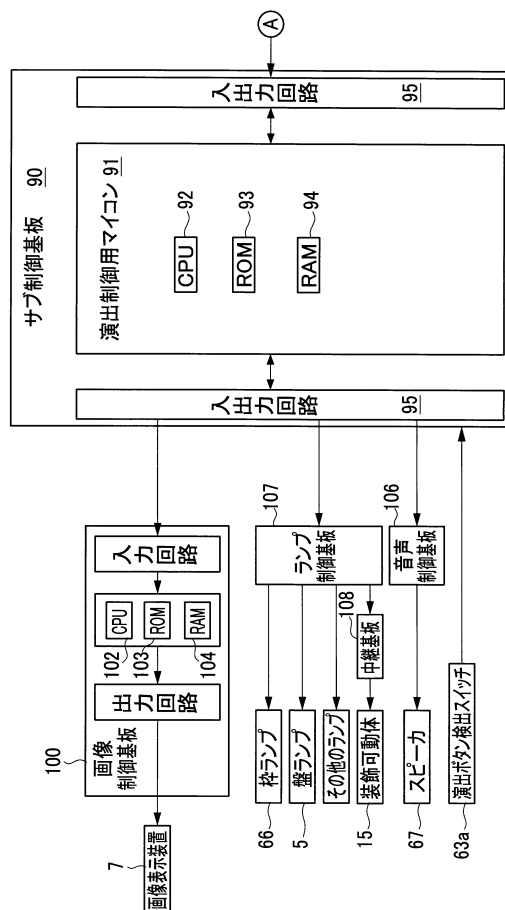 サブ制御基板 90
入出力回路 95
演出制御用マイコン 91
CPU 92
ROM 93
RAM 94
入出力回路 95
A
100
画像
制御基板
入力回路
CPU
ROM
RAM
102
103
104
出力回路
7
画像表示装置
107
ランプ
制御基板
106
音声
制御基板
108
中継基板
枠ランプ
66
盤ランプ
5
その他のランプ
装飾可動体
15
スピーカ
67
演出ボタン検出スイッチ
63a